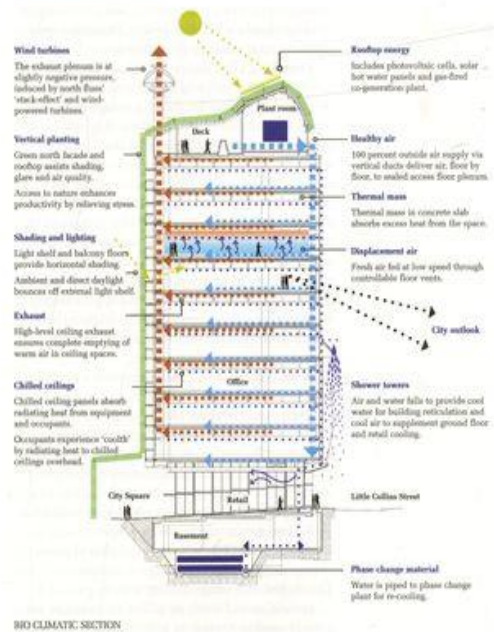 Wind turbines
The exhaust plenum is at
slightly negative pressure,
induced by north flues'
'stack-effect' and wind-
powered turbines.
Vertical planting
Green north facade and
rooftop assists shading,
glare and air quality.
Access to nature enhances
productivity by relieving stress.
Shading and lighting
Light shelf and balcony floors
provide horizontal shading.
Ambient and direct daylight
bounces off external light shelf.
Exhaust
High-level ceiling exhaust
ensures complete emptying of
warm air in ceiling spaces.
Chilled ceilings
Chilled ceiling panels absorb
radiating heat from equipment
and occupants.
Occupants experience 'coolth'
by radiating heat to chilled
ceilings overhead.
Plant room
Deck
Office
City Square
Retail
Little Collins Street
Basement
Rooftop energy
Includes photovoltaic cells, solar
hot water panels and gas-fired
co-generation plant.
Healthy air
100 percent outside air supply via
vertical ducts deliver air, floor by
floor, to sealed access floor plenum.
Thermal mass
Thermal mass in concrete slab
absorbs excess heat from the space.
Displacement air
Fresh air fed at low speed through
controllable floor vents.
City outlook
Shower towers
Air and water falls to provide cool
water for building reticulation and
cool air to supplement ground floor
and retail cooling.
Phase change material
Water is piped to phase change
plant for re-cooling.
BIO CLIMATIC SECTION